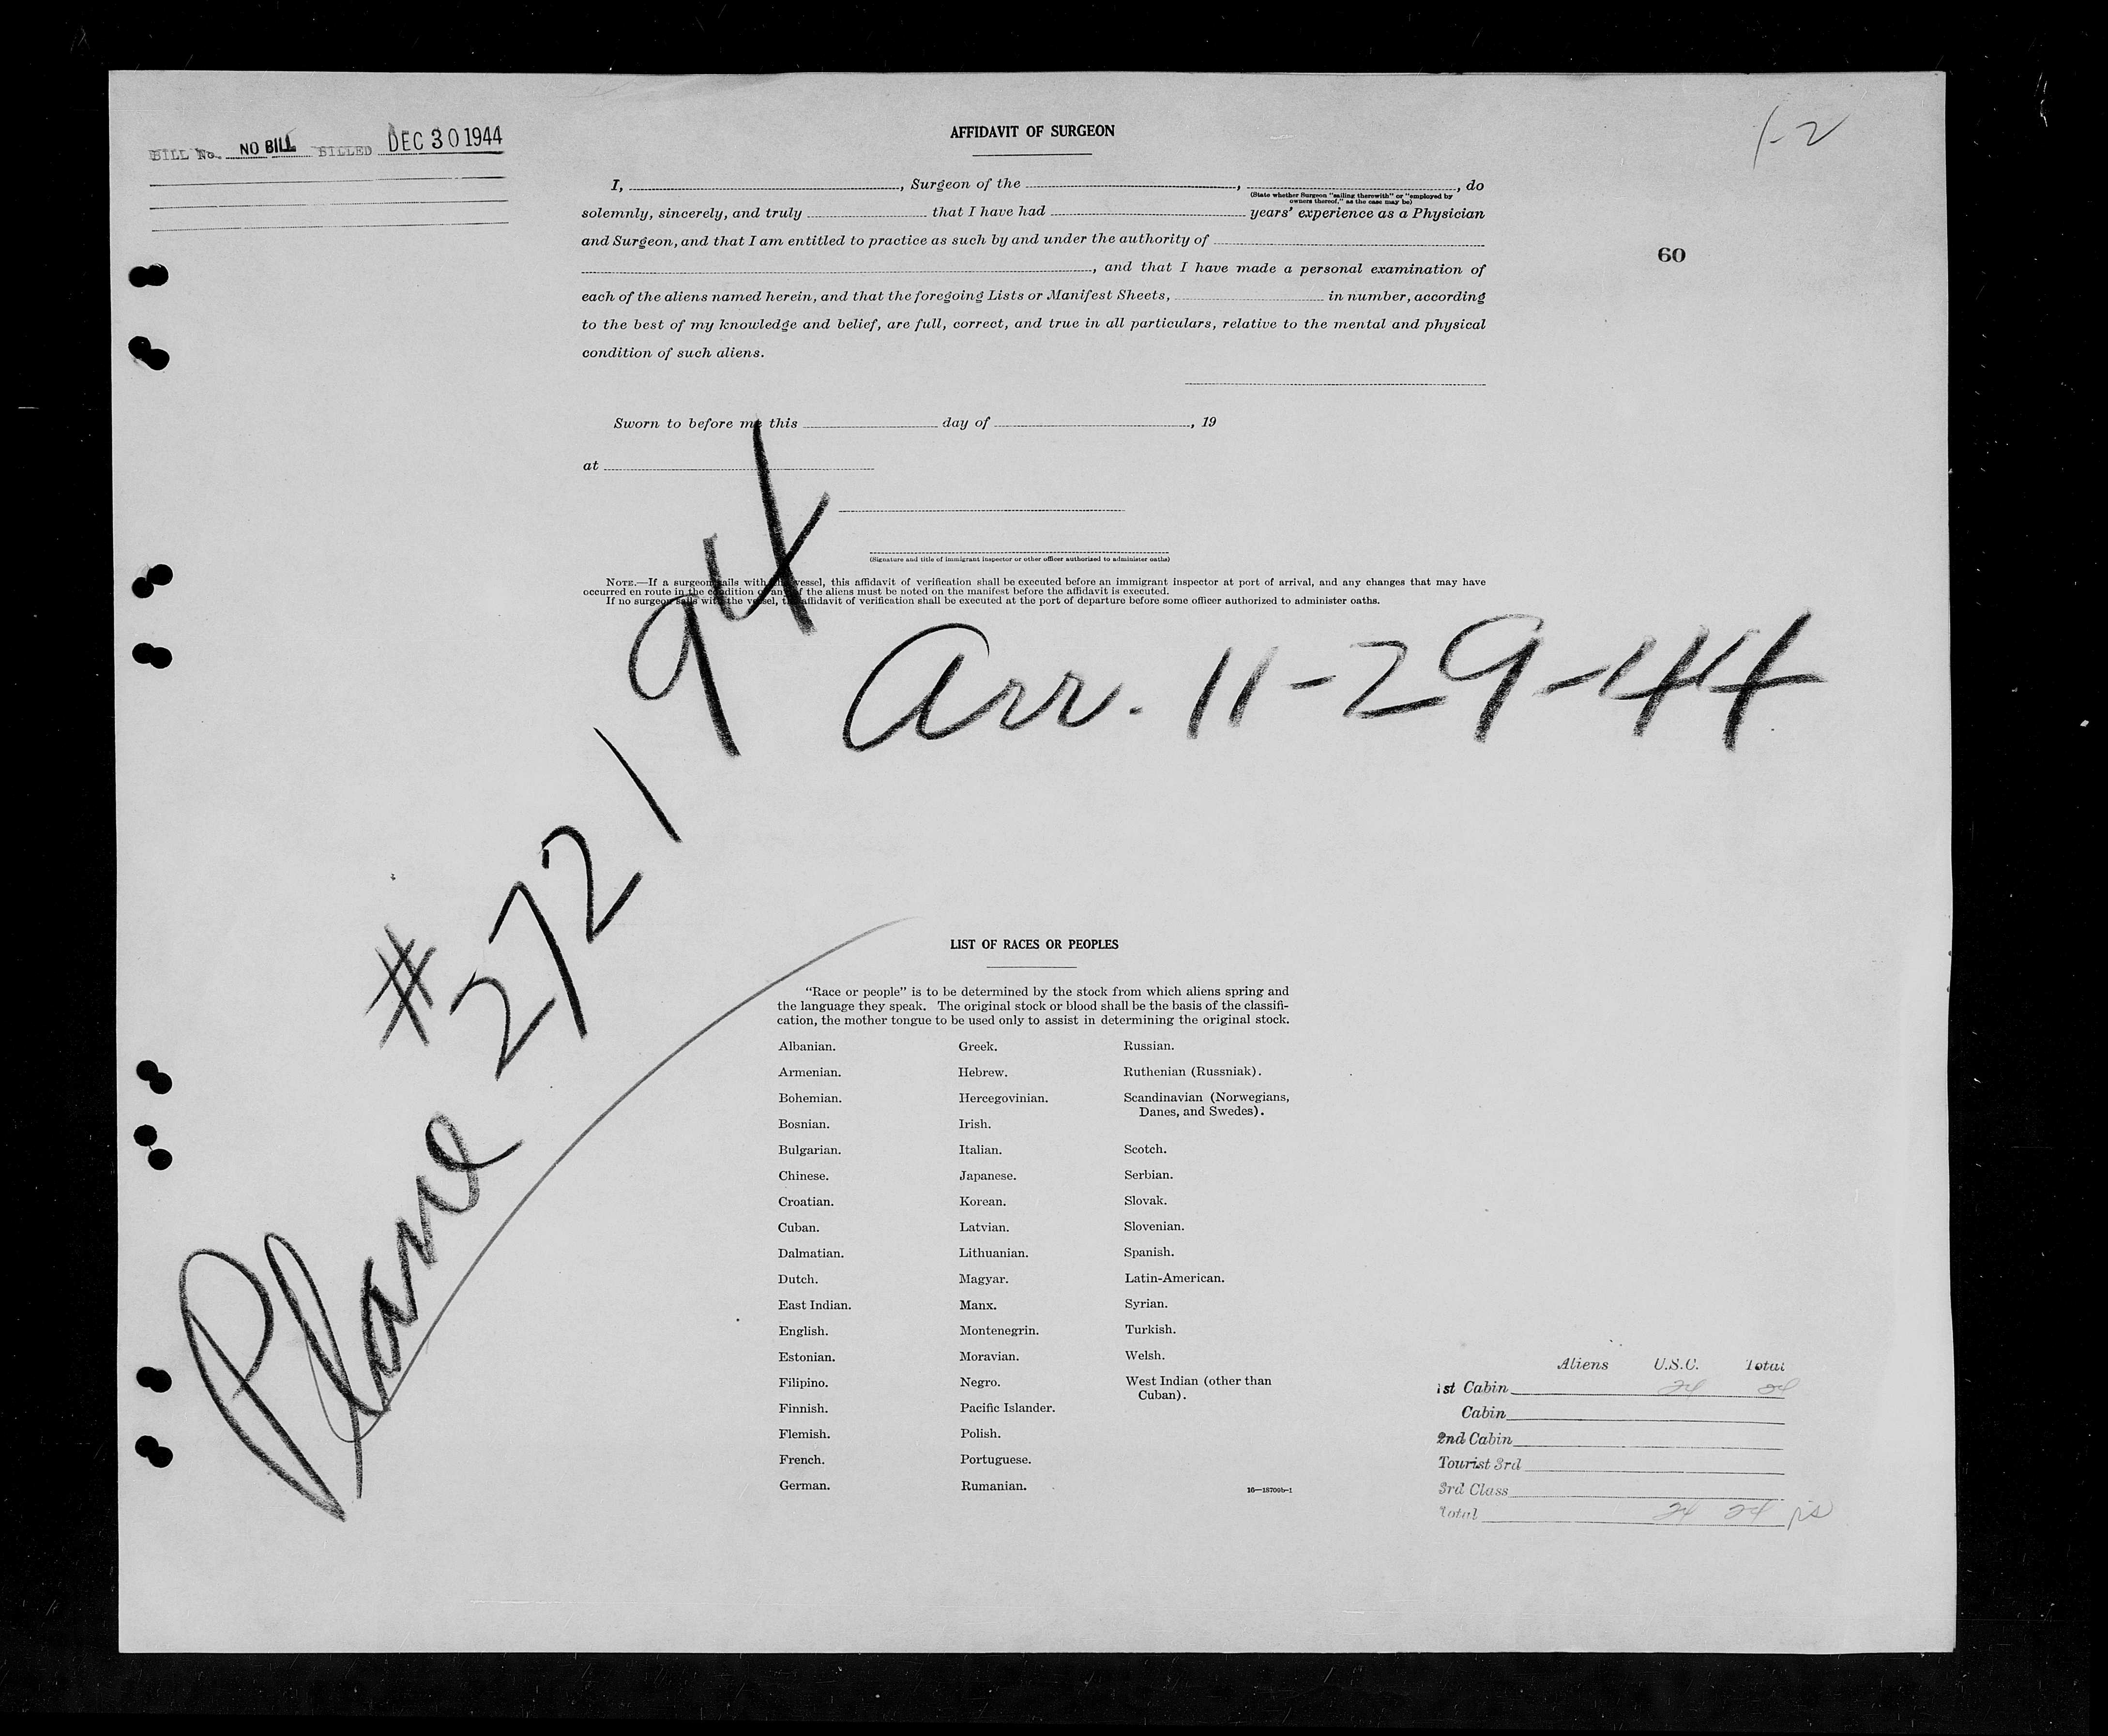 BILL No. NO BILL BILLED DEC 30 1944
1-2
60
AFFIDAVIT OF SURGEON
I, , Surgeon of the , , do
(State whether Surgeon "sailing therewith" or "employed by
owners thereof," as the case may be)
solemnly, sincerely, and truly that I have had years' experience as a Physician
and Surgeon, and that I am entitled to practice as such by and under the authority of
, and that I have made a personal examination of
each of the aliens named herein, and that the foregoing Lists or Manifest Sheets, in number, according
to the best of my knowledge and belief, are full, correct, and true in all particulars, relative to the mental and physical
condition of such aliens.
Sworn to before me this day of , 19
at
(Signature and title of immigrant inspector or other officer authorized to administer oaths)
NOTE.—If a surgeon sails with the vessel, this affidavit of verification shall be executed before an immigrant inspector at port of arrival, and any changes that may have
occurred en route in the condition of any of the aliens must be noted on the manifest before the affidavit is executed.
If no surgeon sails with the vessel, the affidavit of verification shall be executed at the port of departure before some officer authorized to administer oaths.
Arr. 11-29-44
Plane # 272194
LIST OF RACES OR PEOPLES
"Race or people" is to be determined by the stock from which aliens spring and
the language they speak. The original stock or blood shall be the basis of the classifi-
cation, the mother tongue to be used only to assist in determining the original stock.
Albanian.
Armenian.
Bohemian.
Bosnian.
Bulgarian.
Chinese.
Croatian.
Cuban.
Dalmatian.
Dutch.
East Indian.
English.
Estonian.
Filipino.
Finnish.
Flemish.
French.
German.
Greek.
Hebrew.
Hercegovinian.
Irish.
Italian.
Japanese.
Korean.
Latvian.
Lithuanian.
Magyar.
Manx.
Montenegrin.
Moravian.
Negro.
Pacific Islander.
Polish.
Portuguese.
Rumanian.
Russian.
Ruthenian (Russniak).
Scandinavian (Norwegians,
Danes, and Swedes).
Scotch.
Serbian.
Slovak.
Slovenian.
Spanish.
Latin-American.
Syrian.
Turkish.
Welsh.
West Indian (other than
Cuban).
16—18700b-1
Aliens U.S.C. Total
1st Cabin 24 24
Cabin
2nd Cabin
Tourist 3rd
3rd Class
Total 24 24